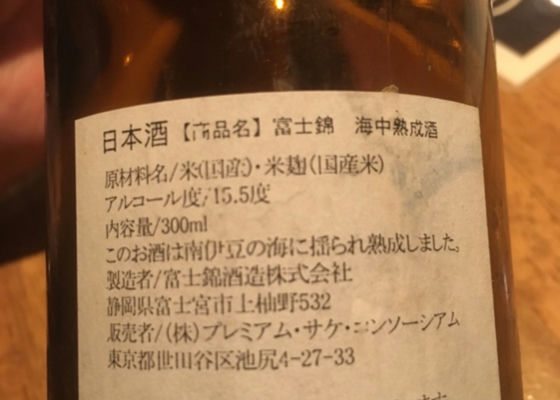 日本酒【商品名】富士錦 海中熟成酒
原材料名/米(国産)・米麹(国産米)
アルコール度/15.5度
内容量/300ml
このお酒は南伊豆の海に揺られ熟成しました。
製造者/富士錦酒造株式会社
静岡県富士宮市上柚野532
販売者/(株)プレミアム・サケ・コンソーシアム
東京都世田谷区池尻4-27-33